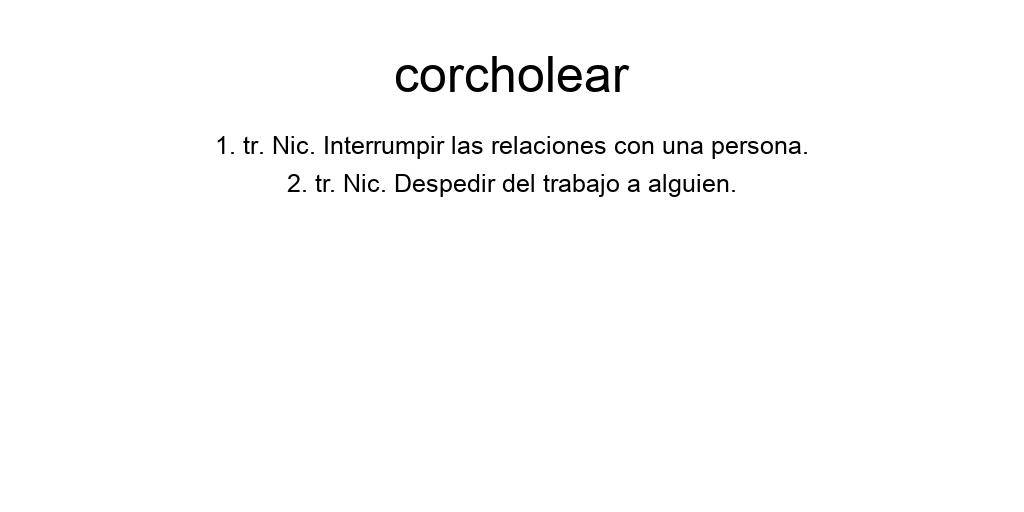 corcholear
1. tr. Nic. Interrumpir las relaciones con una persona.
2. tr. Nic. Despedir del trabajo a alguien.